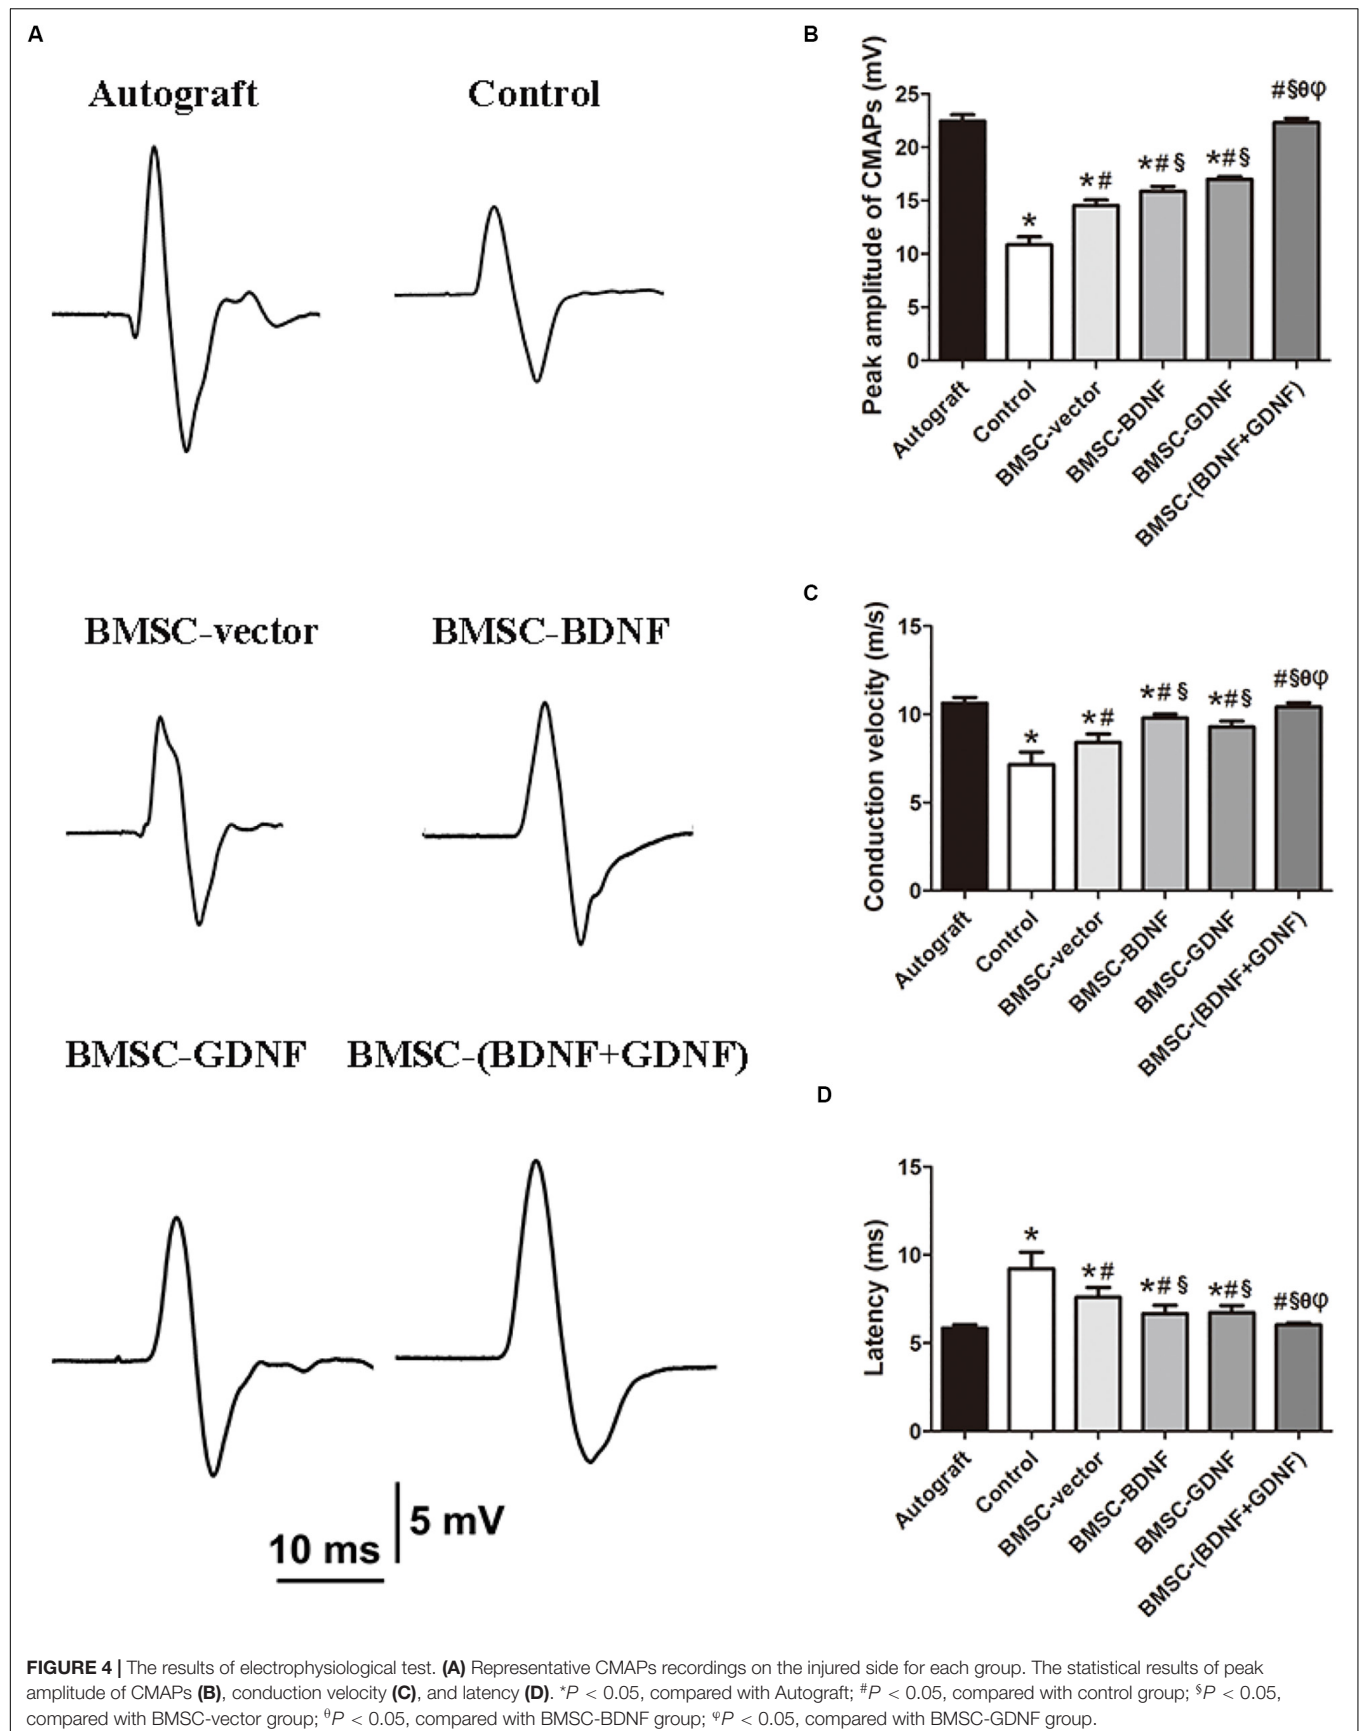 A
Autograft
Control
BMSC-vector
BMSC-BDNF
BMSC-GDNF
BMSC-(BDNF+GDNF)
5 mV
10 ms
B
Peak amplitude of CMAPs (mV)
25
20
15
10
5
0
*
*#
*#§
*#§
#§θφ
Autograft
Control
BMSC-vector
BMSC-BDNF
BMSC-GDNF
BMSC-(BDNF+GDNF)
C
Conduction velocity (m/s)
15
10
5
0
*
*#
*#§
*#§
#§θφ
Autograft
Control
BMSC-vector
BMSC-BDNF
BMSC-GDNF
BMSC-(BDNF+GDNF)
D
Latency (ms)
15
10
5
0
*
*#
*#§
*#§
#§θφ
Autograft
Control
BMSC-vector
BMSC-BDNF
BMSC-GDNF
BMSC-(BDNF+GDNF)
FIGURE 4 | The results of electrophysiological test. (A) Representative CMAPs recordings on the injured side for each group. The statistical results of peak
amplitude of CMAPs (B), conduction velocity (C), and latency (D). *P < 0.05, compared with Autograft; #P < 0.05, compared with control group; §P < 0.05,
compared with BMSC-vector group; θP < 0.05, compared with BMSC-BDNF group; φP < 0.05, compared with BMSC-GDNF group.